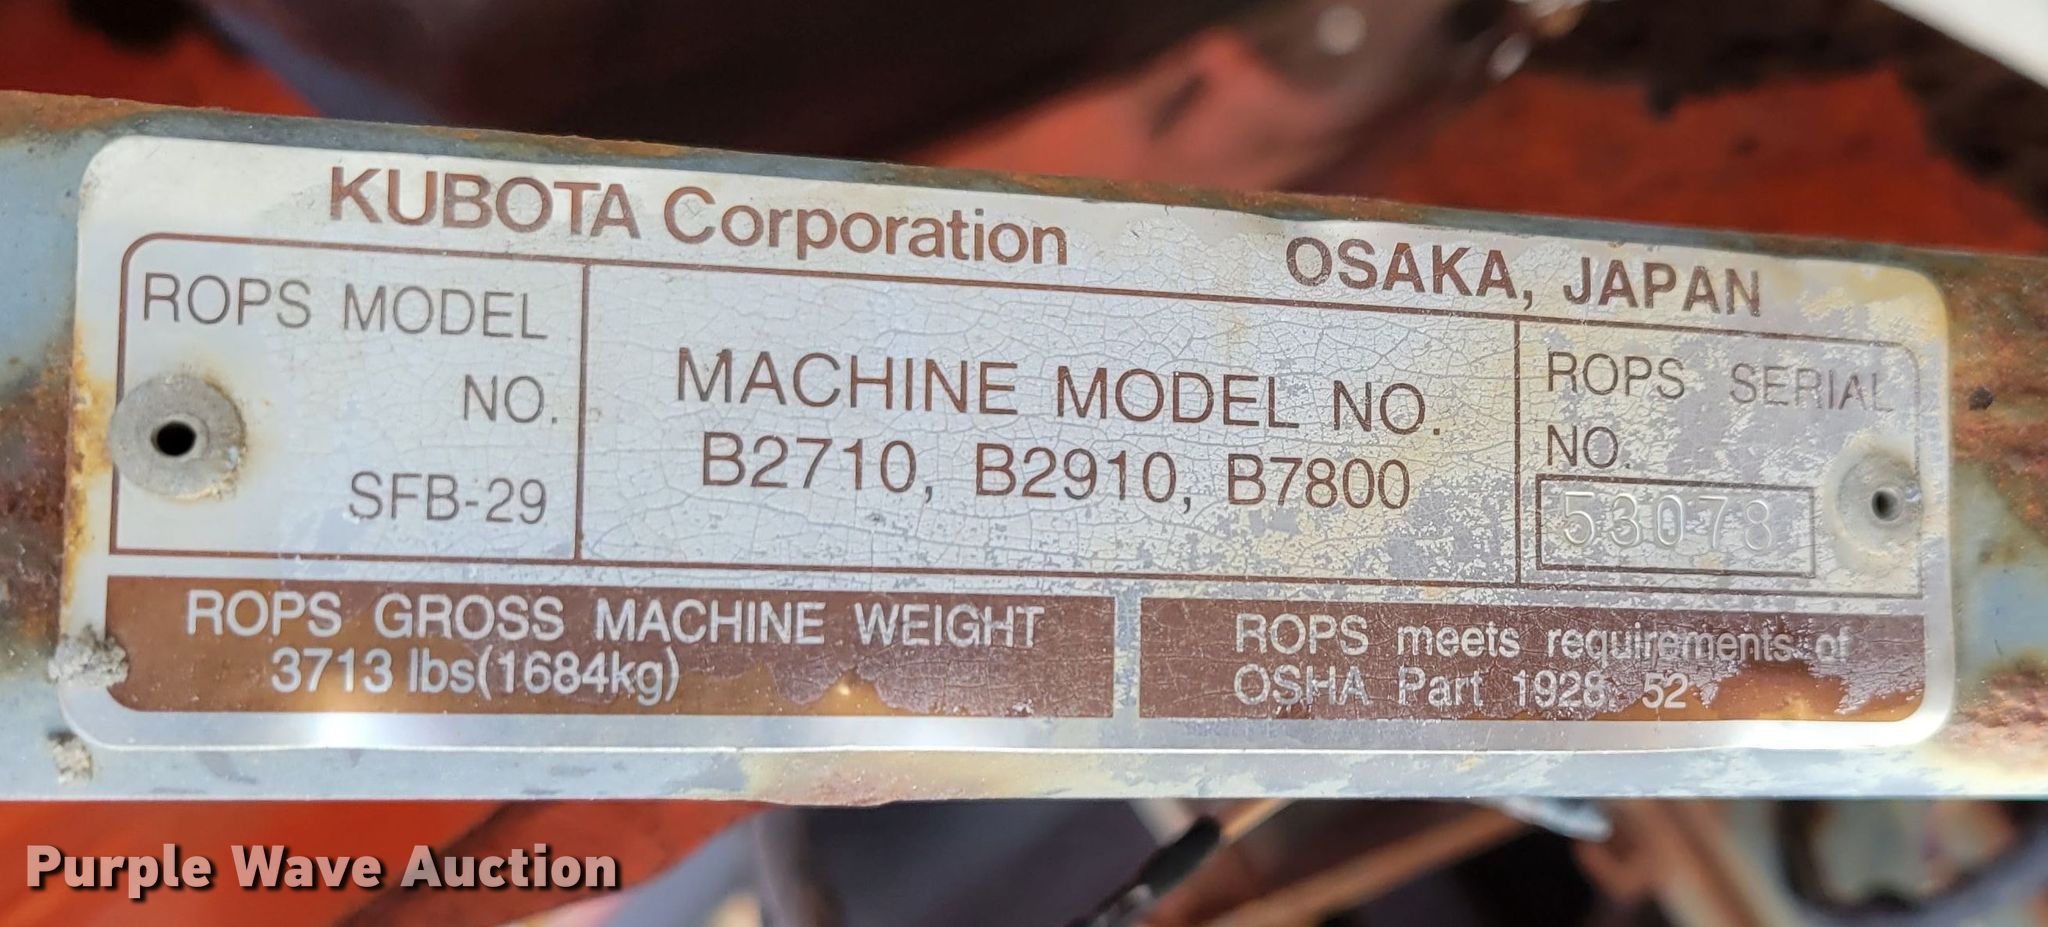 KUBOTA Corporation OSAKA, JAPAN
ROPS MODEL
NO.
SFB-29
MACHINE MODEL NO.
B2710, B2910, B7800
ROPS SERIAL
NO.
53078
ROPS GROSS MACHINE WEIGHT
3713 lbs(1684kg)
ROPS meets requirements of
OSHA Part 1928. 52
Purple Wave Auction